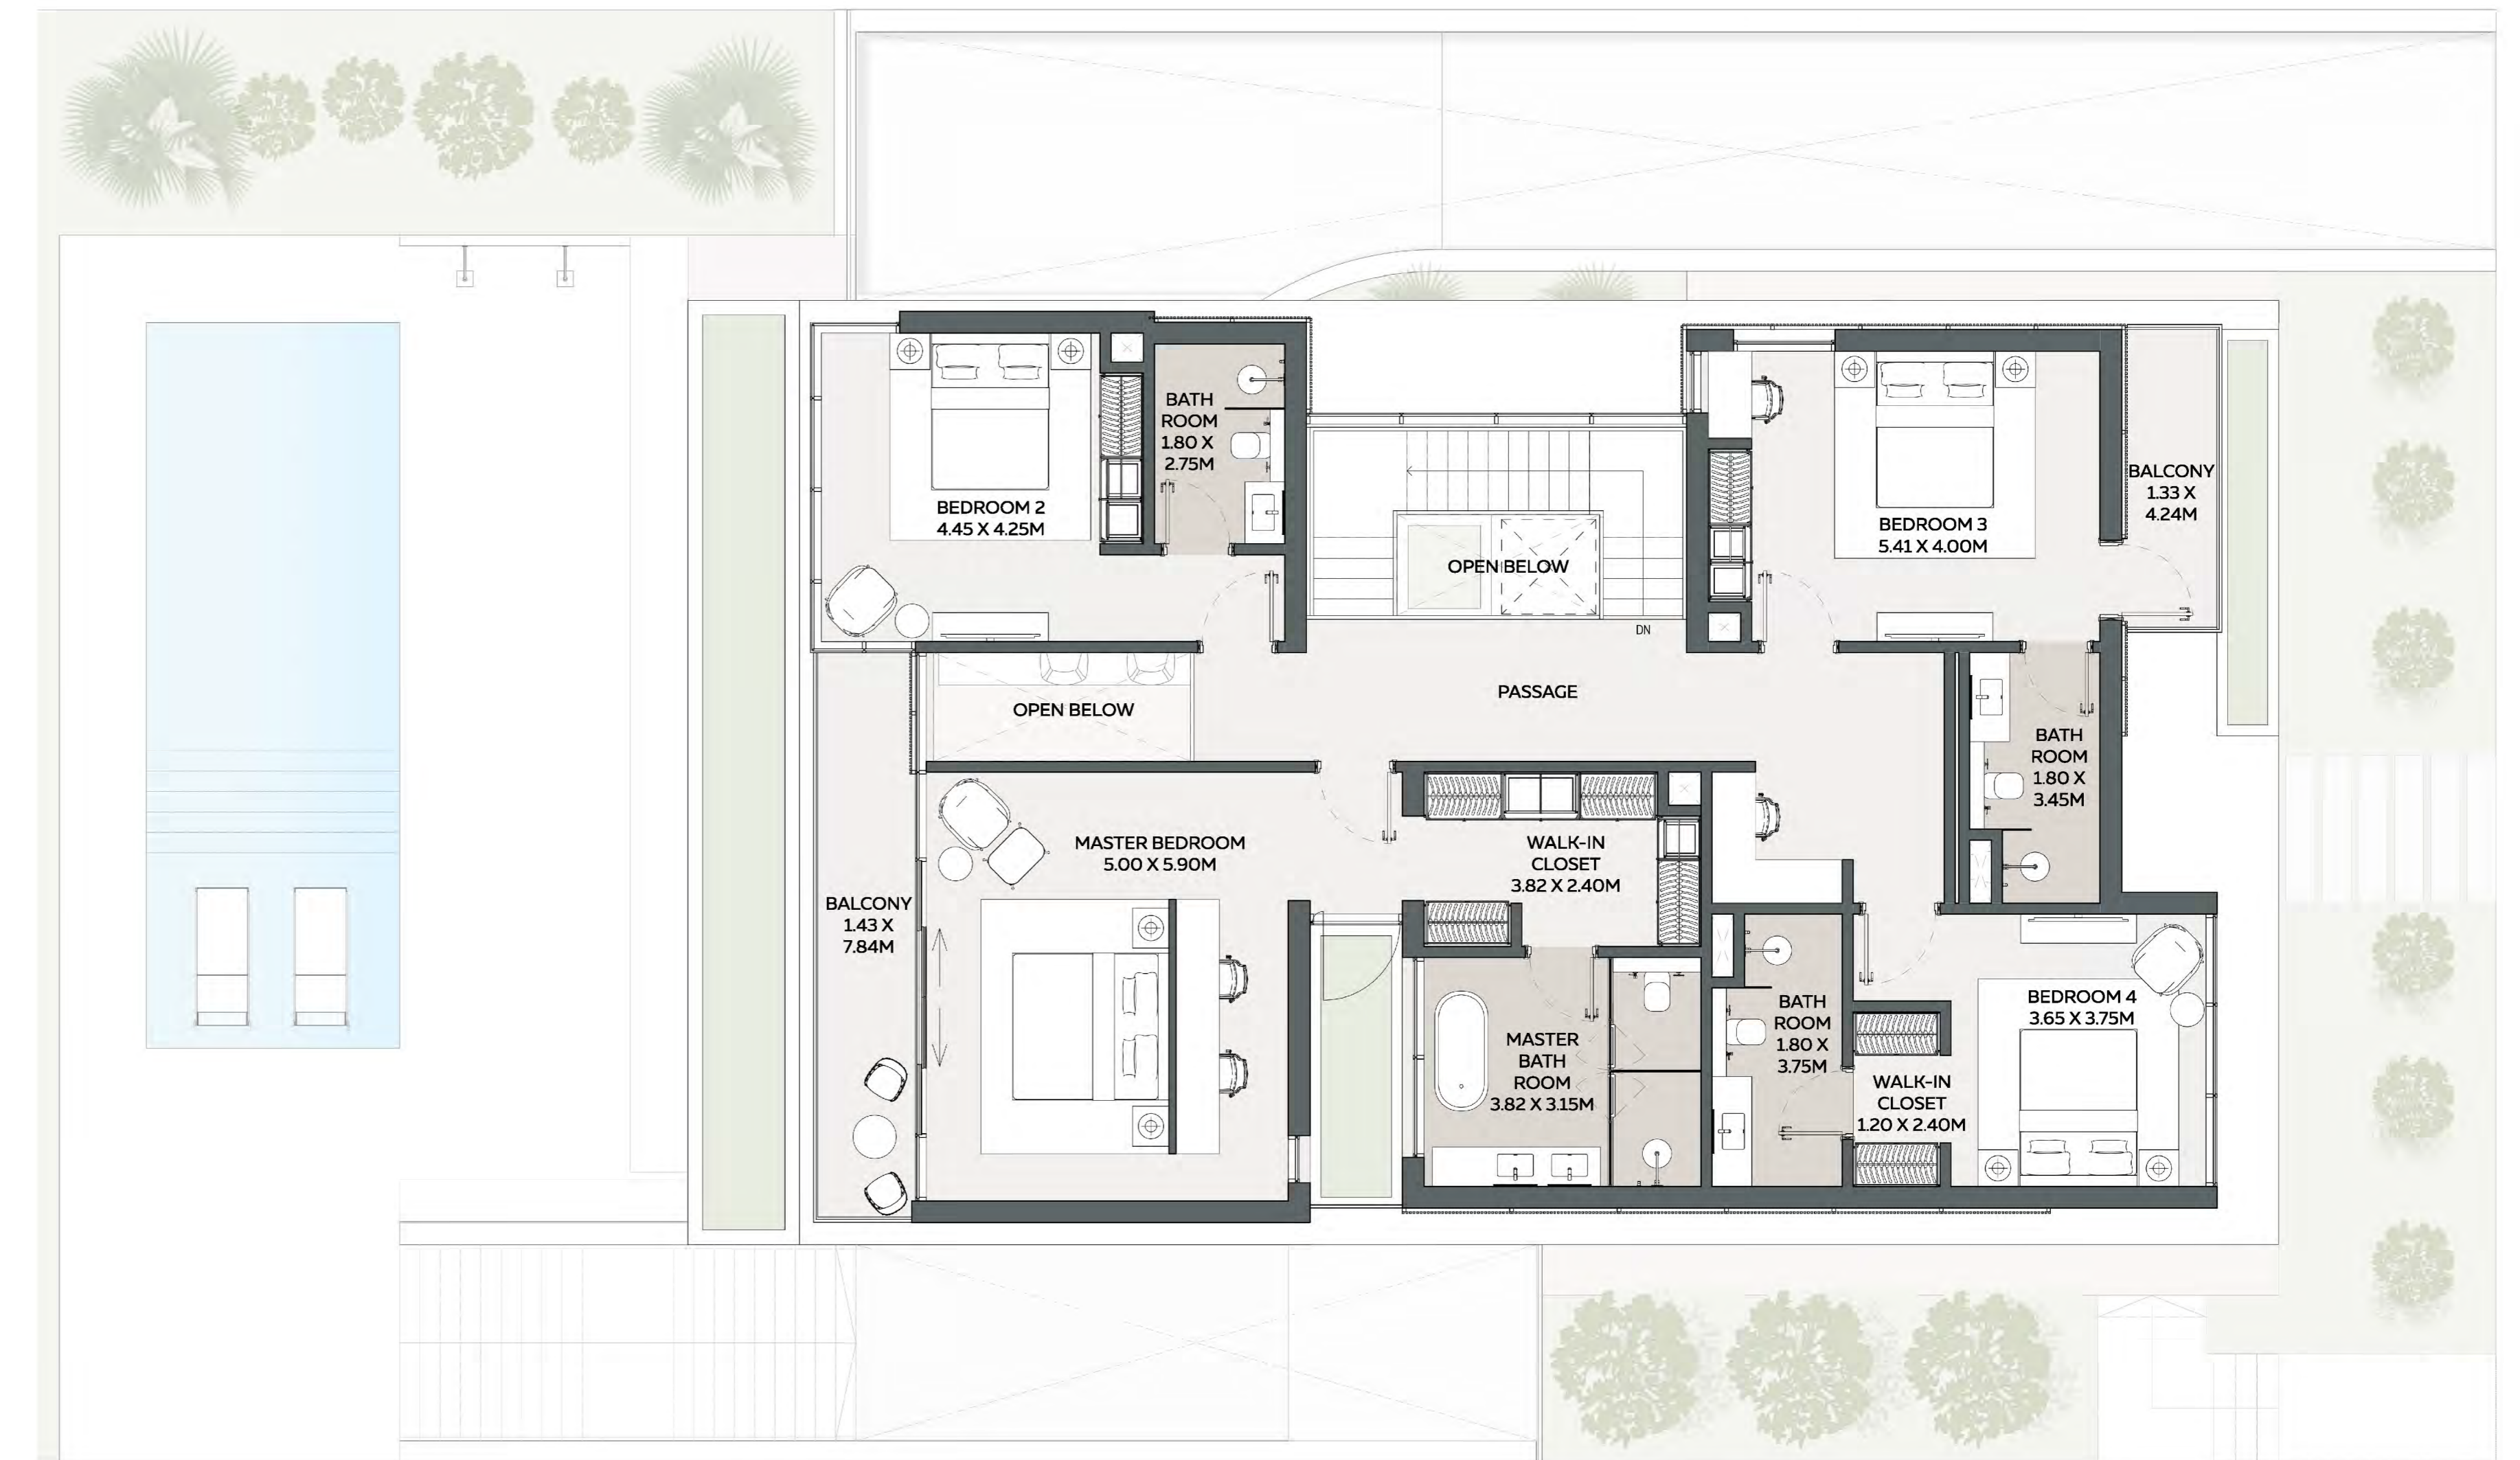 BATH
ROOM
1.80 X
2.75M
BEDROOM 2
4.45 X 4.25M
OPEN BELOW
DN
BEDROOM 3
5.41 X 4.00M
BALCONY
1.33 X
4.24M
OPEN BELOW
PASSAGE
BATH
ROOM
1.80 X
3.45M
MASTER BEDROOM
5.00 X 5.90M
WALK-IN
CLOSET
3.82 X 2.40M
BALCONY
1.43 X
7.84M
MASTER
BATH
ROOM
3.82 X 3.15M
BATH
ROOM
1.80 X
3.75M
BEDROOM 4
3.65 X 3.75M
WALK-IN
CLOSET
1.20 X 2.40M